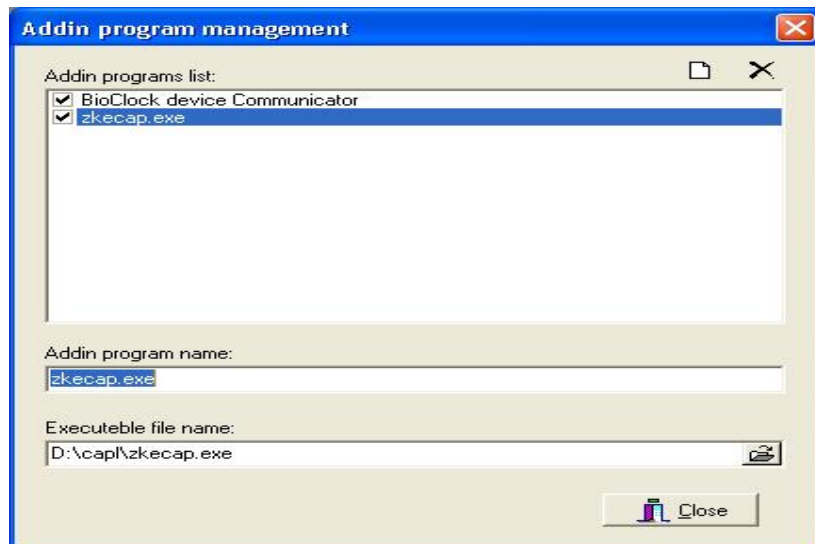 Addin program management
Addin programs list:
BioClock device Communicator
zkecap.exe
Addin program name:
zkecap.exe
Executeble file name:
D:\capl\zkecap.exe
Close